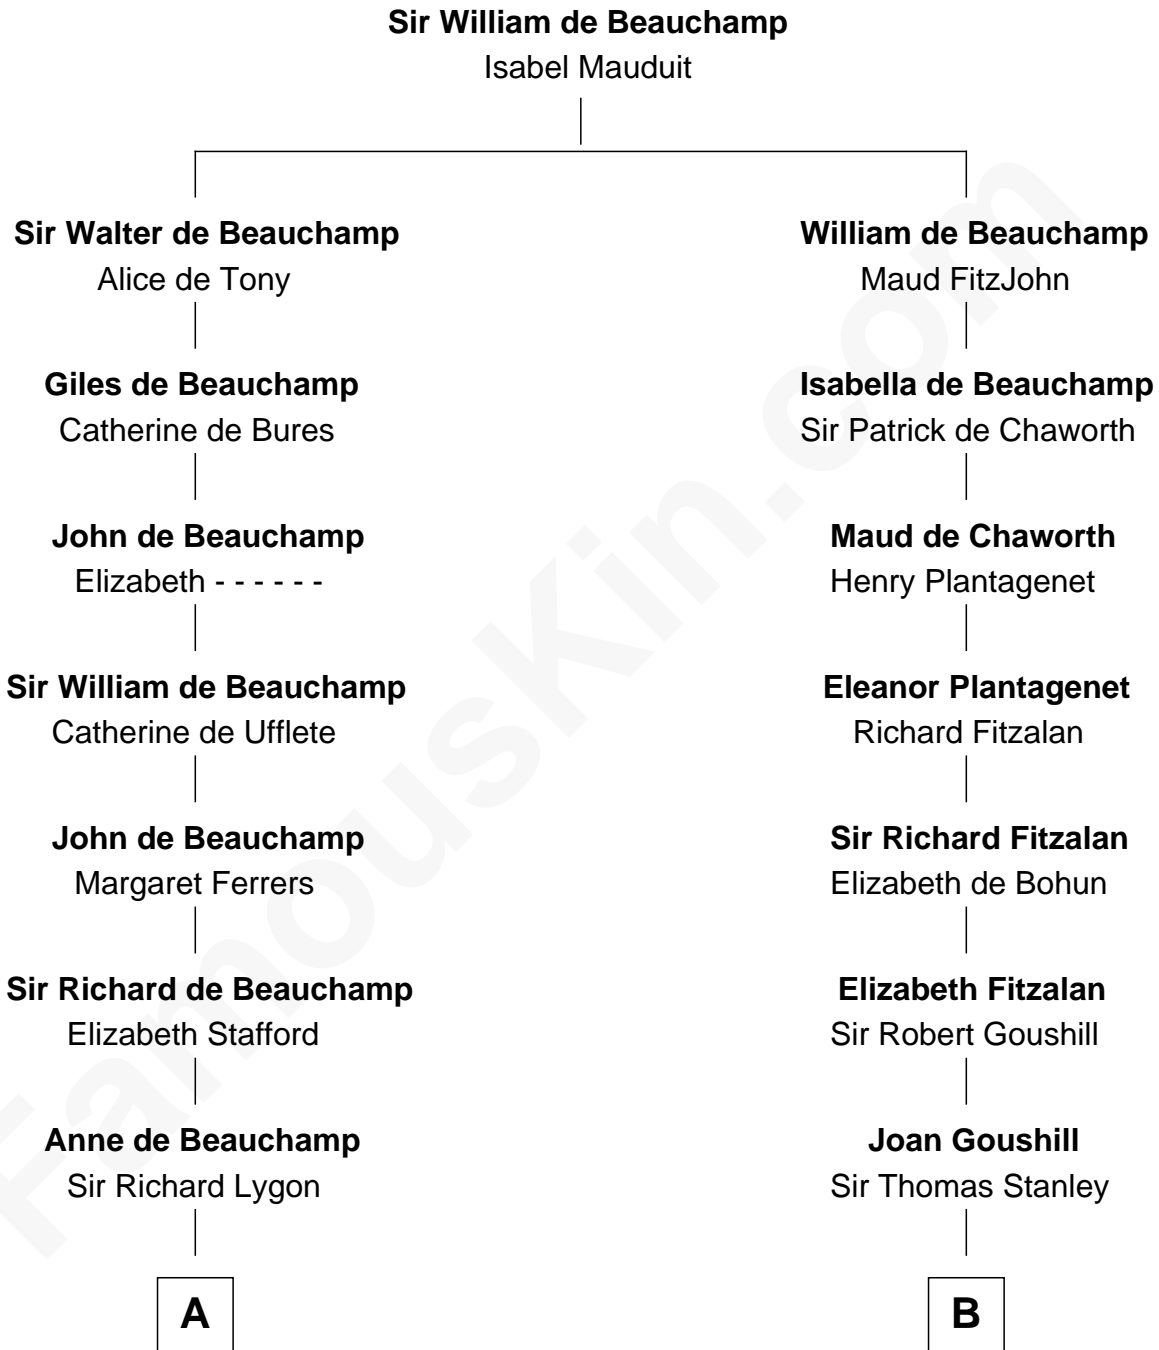 Sir William de Beauchamp
Isabel Mauduit
Sir Walter de Beauchamp
Alice de Tony
William de Beauchamp
Maud FitzJohn
Giles de Beauchamp
Catherine de Bures
Isabella de Beauchamp
Sir Patrick de Chaworth
John de Beauchamp
Elizabeth - - - - - -
Maud de Chaworth
Henry Plantagenet
Sir William de Beauchamp
Catherine de Ufflete
Eleanor Plantagenet
Richard Fitzalan
John de Beauchamp
Margaret Ferrers
Sir Richard Fitzalan
Elizabeth de Bohun
Sir Richard de Beauchamp
Elizabeth Stafford
Elizabeth Fitzalan
Sir Robert Goushill
Anne de Beauchamp
Sir Richard Lygon
Joan Goushill
Sir Thomas Stanley
A
B
FamousKin.com